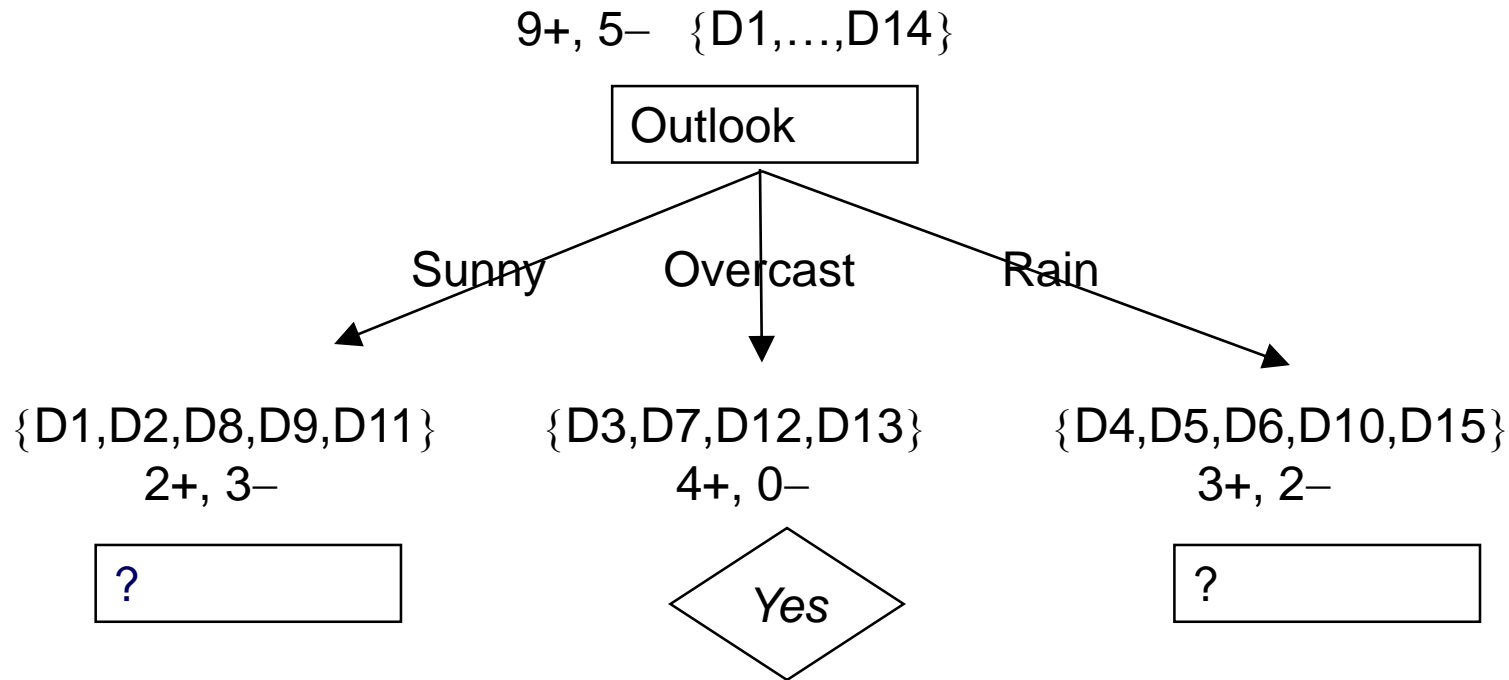 9+, 5– {D1,…,D14}
Outlook
Sunny Overcast Rain
{D1,D2,D8,D9,D11} {D3,D7,D12,D13} {D4,D5,D6,D10,D15}
2+, 3– 4+, 0– 3+, 2–
? Yes ?